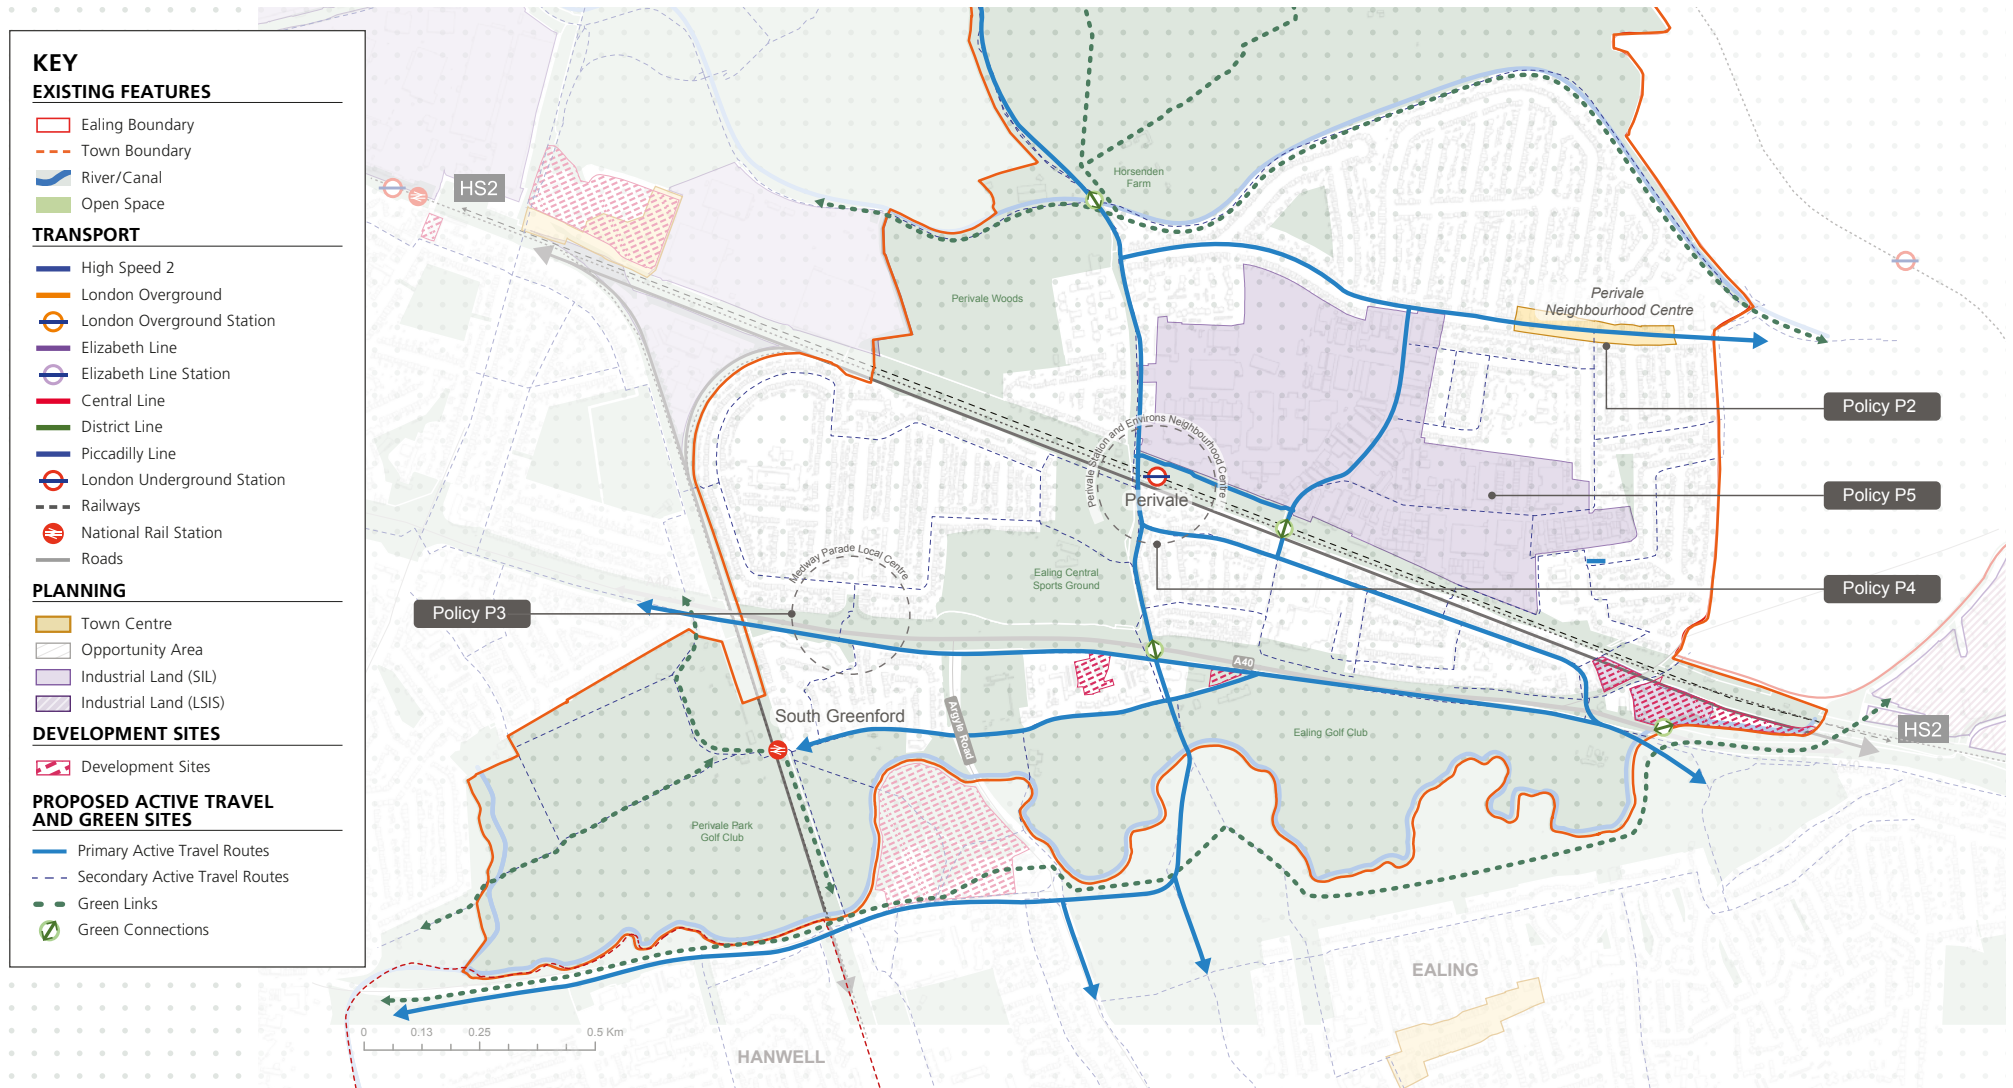 KEY
EXISTING FEATURES
Ealing Boundary
Town Boundary
River/Canal
Open Space
TRANSPORT
High Speed 2
London Overground
London Overground Station
Elizabeth Line
Elizabeth Line Station
Central Line
District Line
Piccadilly Line
London Underground Station
Railways
National Rail Station
Roads
PLANNING
Town Centre
Opportunity Area
Industrial Land (SIL)
Industrial Land (LSIS)
DEVELOPMENT SITES
Development Sites
PROPOSED ACTIVE TRAVEL
AND GREEN SITES
Primary Active Travel Routes
Secondary Active Travel Routes
Green Links
Green Connections
HS2
Horsenden
Farm
Perivale Woods
Perivale
Neighbourhood Centre
Policy P2
Perivale Station and Environs Neighbourhood Centre
Perivale
Policy P5
Medway Parade Local Centre
Ealing Central
Sports Ground
Policy P4
Policy P3
A40
A40
South Greenford
Argyle Road
Ealing Golf Club
HS2
Perivale Park
Golf Club
EALING
HANWELL
0
0.13
0.25
0.5 Km